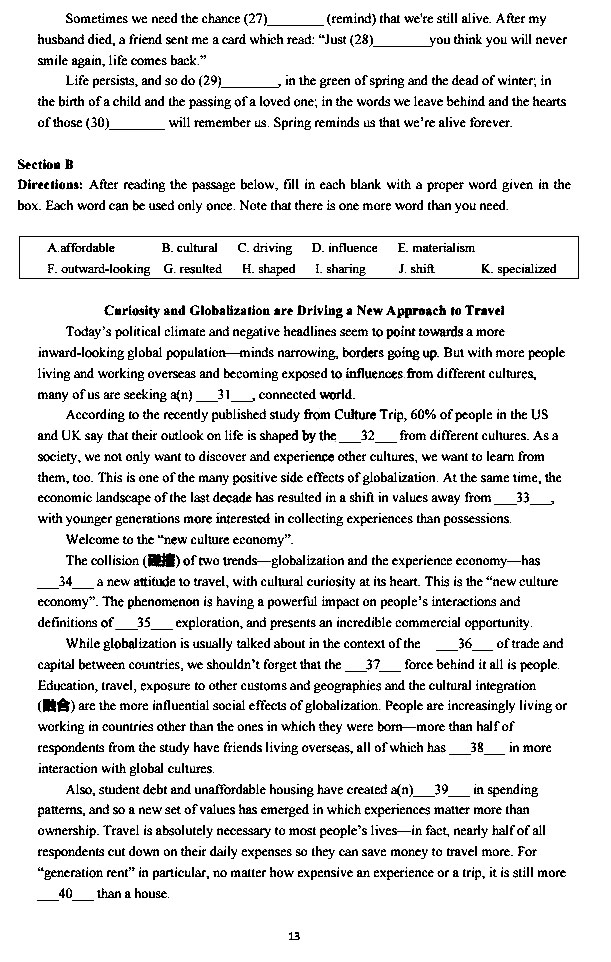 Sometimes we need the chance (27)________ (remind) that we're still alive. After my
husband died, a friend sent me a card which read: “Just (28)________you think you will never
smile again, life comes back.”
Life persists, and so do (29)________, in the green of spring and the dead of winter; in
the birth of a child and the passing of a loved one; in the words we leave behind and the hearts
of those (30)________ will remember us. Spring reminds us that we’re alive forever.
Section B
Directions: After reading the passage below, fill in each blank with a proper word given in the
box. Each word can be used only once. Note that there is one more word than you need.
A.affordable B. cultural C. driving D. influence E. materialism
F. outward-looking G. resulted H. shaped I. sharing J. shift K. specialized
Curiosity and Globalization are Driving a New Approach to Travel
Today’s political climate and negative headlines seem to point towards a more
inward-looking global population—minds narrowing, borders going up. But with more people
living and working overseas and becoming exposed to influences from different cultures,
many of us are seeking a(n) ___31___, connected world.
According to the recently published study from Culture Trip, 60% of people in the US
and UK say that their outlook on life is shaped by the ___32___ from different cultures. As a
society, we not only want to discover and experience other cultures, we want to learn from
them, too. This is one of the many positive side effects of globalization. At the same time, the
economic landscape of the last decade has resulted in a shift in values away from ___33___,
with younger generations more interested in collecting experiences than possessions.
Welcome to the “new culture economy”.
The collision (碰撞) of two trends—globalization and the experience economy—has
___34___ a new attitude to travel, with cultural curiosity at its heart. This is the “new culture
economy”. The phenomenon is having a powerful impact on people’s interactions and
definitions of ___35___ exploration, and presents an incredible commercial opportunity.
While globalization is usually talked about in the context of the ___36___ of trade and
capital between countries, we shouldn’t forget that the ___37___ force behind it all is people.
Education, travel, exposure to other customs and geographies and the cultural integration
(融合) are the more influential social effects of globalization. People are increasingly living or
working in countries other than the ones in which they were born—more than half of
respondents from the study have friends living overseas, all of which has ___38___ in more
interaction with global cultures.
Also, student debt and unaffordable housing have created a(n)___39___ in spending
patterns, and so a new set of values has emerged in which experiences matter more than
ownership. Travel is absolutely necessary to most people’s lives—in fact, nearly half of all
respondents cut down on their daily expenses so they can save money to travel more. For
“generation rent” in particular, no matter how expensive an experience or a trip, it is still more
___40___ than a house.
13